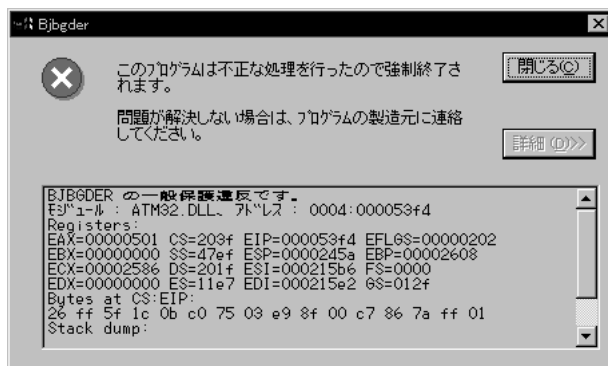 Bjbgder
このプログラムは不正な処理を行ったので強制終了さ
れます。
問題が解決しない場合は、プログラムの製造元に連絡
してください。
閉じる(C)
詳細(D)>>
BJBGDER の一般保護違反です。
モジュール : ATM32.DLL、アドレス : 0004:000053f4
Registers:
EAX=00000501 CS=203f EIP=000053f4 EFLGS=00000202
EBX=00000000 SS=47ef ESP=0000245a EBP=00002608
ECX=00002586 DS=201f ESI=000215b6 FS=0000
EDX=00000000 ES=11e7 EDI=000215e2 GS=012f
Bytes at CS:EIP:
26 ff 5f 1c 0b c0 75 03 e9 8f 00 c7 86 7a ff 01
Stack dump: